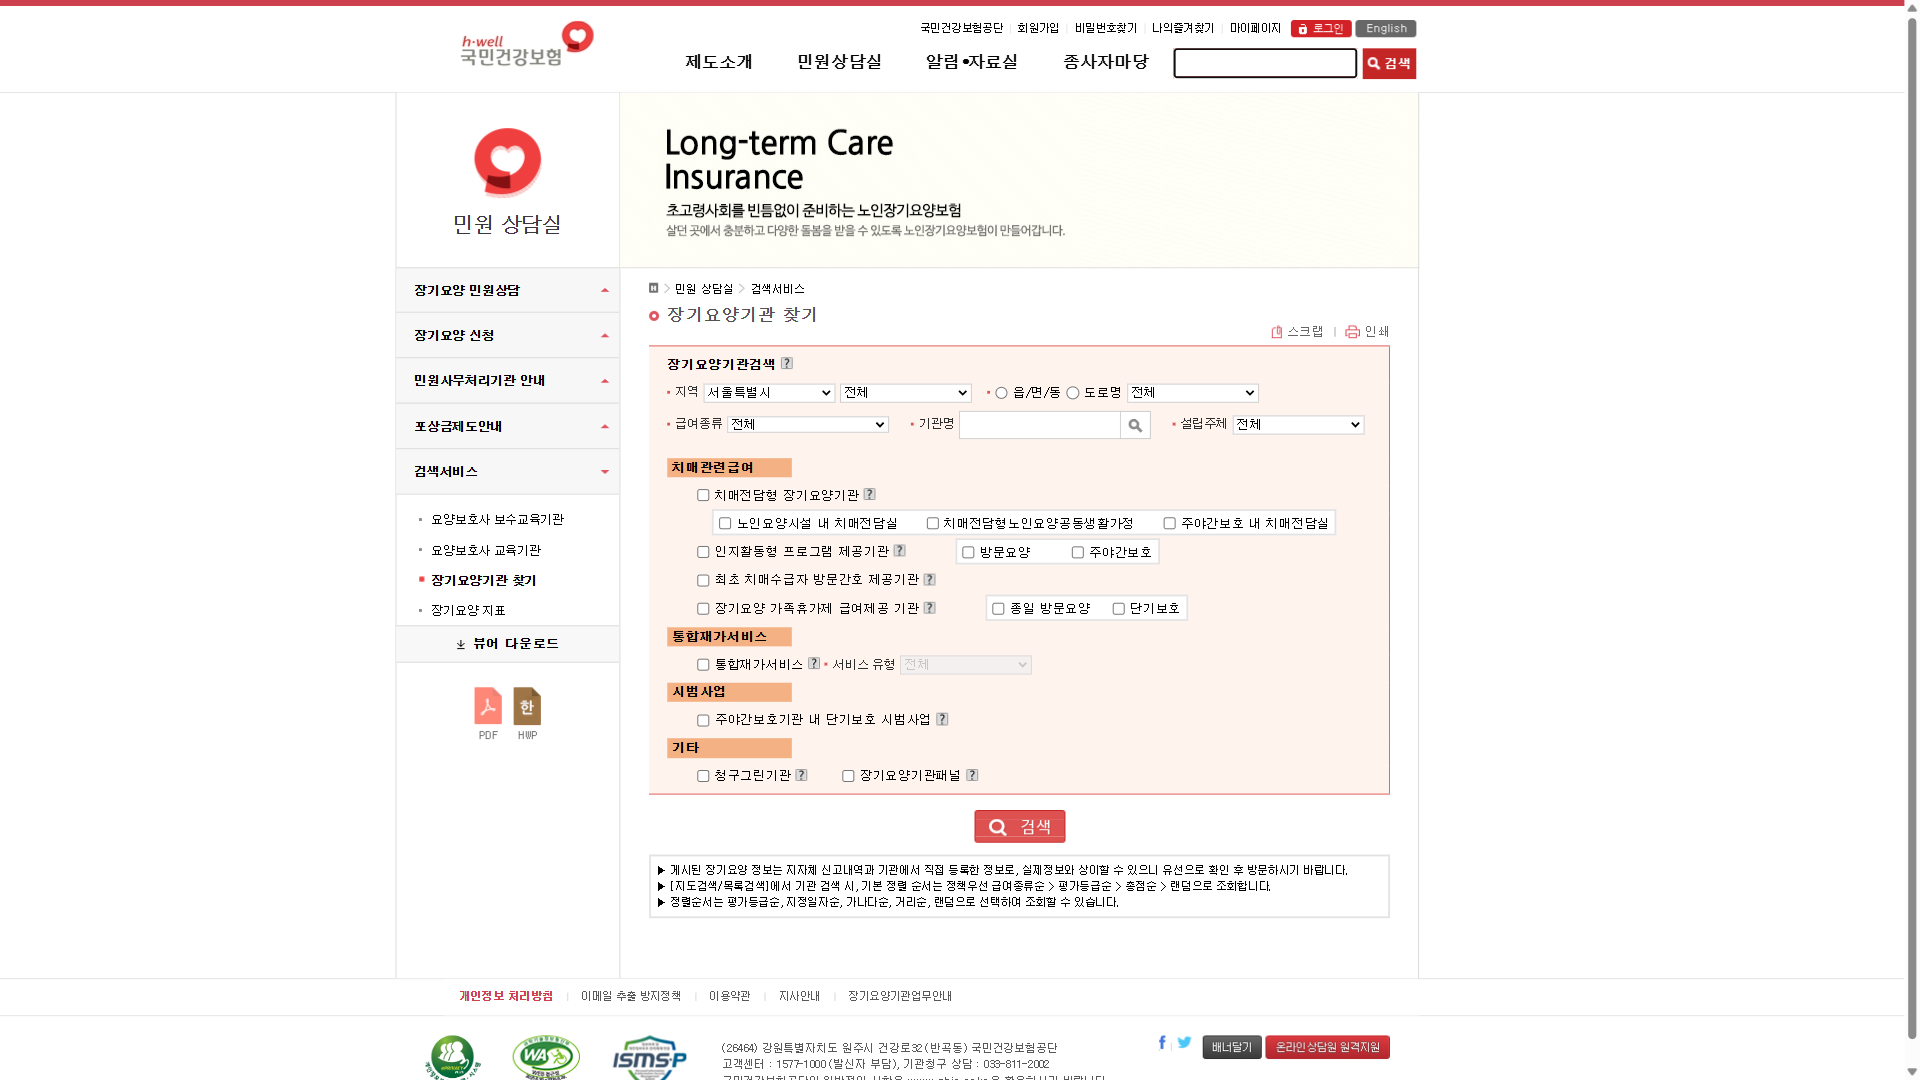 국민건강보험공단 회원가입 비밀번호찾기 나의즐겨찾기 마이페이지 로그인 English
h·well
국민건강보험
제도소개 민원상담실 알림•자료실 종사자마당 검색
민원 상담실
Long-term Care
Insurance
초고령사회를 빈틈없이 준비하는 노인장기요양보험
살던 곳에서 충분하고 다양한 돌봄을 받을 수 있도록 노인장기요양보험이 만들어갑니다.
장기요양 민원상담
장기요양 신청
민원사무처리기관 안내
포상금제도안내
검색서비스
요양보호사 보수교육기관
요양보호사 교육기관
장기요양기관 찾기
장기요양 지표
뷰어 다운로드
PDF HWP
한
H > 민원 상담실 > 검색서비스
장기요양기관 찾기
스크랩 | 인쇄
장기요양기관검색 ?
지역 서울특별시 전체 읍/면/동 도로명 전체
급여종류 전체 기관명 설립주체 전체
치매관련급여
치매전담형 장기요양기관 ?
노인요양시설 내 치매전담실 치매전담형노인요양공동생활가정 주야간보호 내 치매전담실
인지활동형 프로그램 제공기관 ? 방문요양 주야간보호
최초 치매수급자 방문간호 제공기관 ?
장기요양 가족휴가제 급여제공 기관 ? 종일 방문요양 단기보호
통합재가서비스
통합재가서비스 ? 서비스 유형 전체
시범사업
주야간보호기관 내 단기보호 시범사업 ?
기타
청구그린기관 ? 장기요양기관패널 ?
검색
▶ 게시된 장기요양 정보는 지자체 신고내역과 기관에서 직접 등록한 정보로, 실제정보와 상이할 수 있으니 유선으로 확인 후 방문하시기 바랍니다.
▶ [지도검색/목록검색]에서 기관 검색 시, 기본 정렬 순서는 정책우선 급여종류순 > 평가등급순 > 총점순 > 랜덤으로 조회합니다.
▶ 정렬순서는 평가등급순, 지정일자순, 가나다순, 거리순, 랜덤으로 선택하여 조회할 수 있습니다.
개인정보 처리방침 이메일 추출 방지정책 이용약관 지사안내 장기요양기관업무안내
WA ISMS-P
(26464) 강원특별자치도 원주시 건강로32(반곡동) 국민건강보험공단
고객센터 : 1577-1000(발신자 부담), 기관청구 상담 : 033-811-2002
배너달기 온라인상담원 원격지원